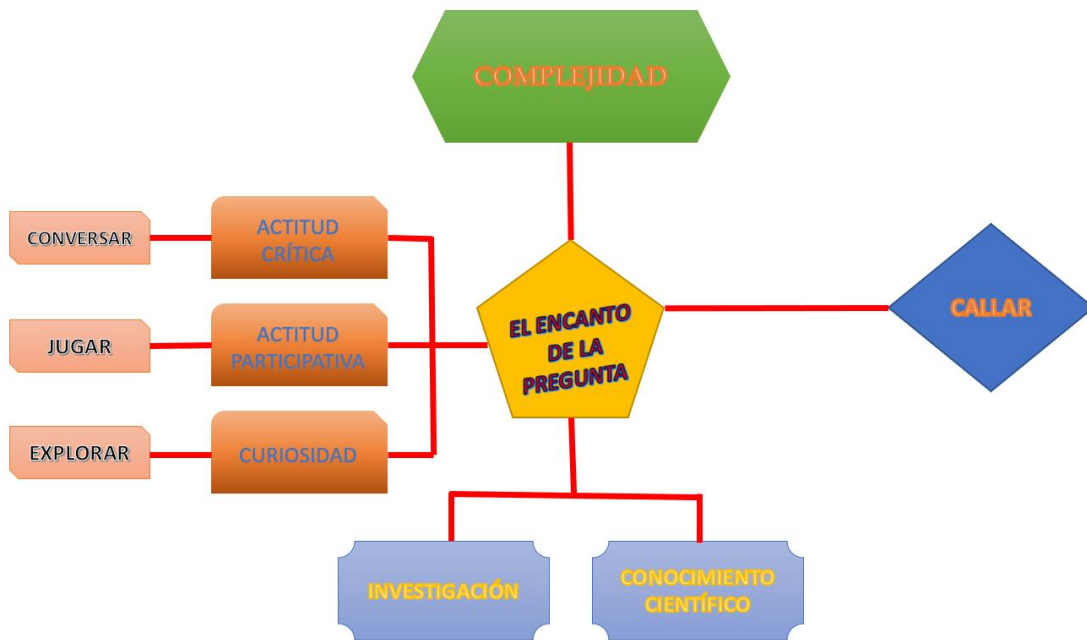 COMPLEJIDAD
CONVERSAR
ACTITUD
CRÍTICA
JUGAR
ACTITUD
PARTICIPATIVA
EXPLORAR
CURIOSIDAD
EL ENCANTO
DE LA
PREGUNTA
CALLAR
INVESTIGACIÓN
CONOCIMIENTO
CIENTÍFICO